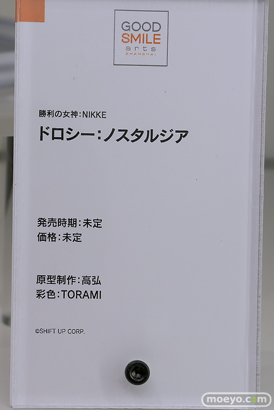 GOOD
SMILE
arts
SHANGHAI
勝利の女神:NIKKE
ドロシー:ノスタルジア
発売時期:未定
価格:未定
原型制作:高弘
彩色:TORAMI
©SHIFT UP CORP.
moeyo.com